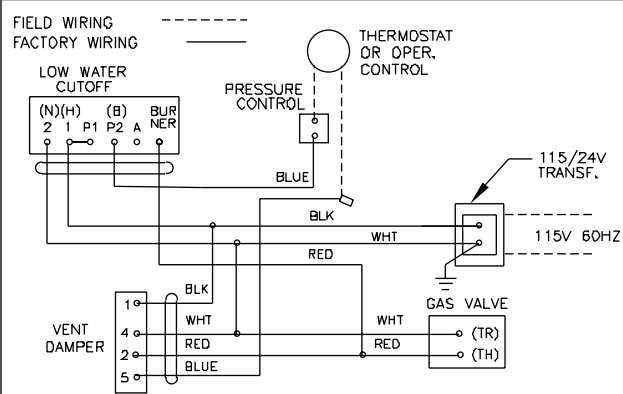 FIELD WIRING
FACTORY WIRING
THERMOSTAT
OR OPER.
CONTROL
LOW WATER
CUTOFF
PRESSURE
CONTROL
(N) (H) (B) BUR
NER
2 1 P1 P2 A
BLUE
115/24V
TRANSF.
BLK
WHT
115V 60HZ
RED
BLK
GAS VALVE
VENT
DAMPER
1
4 WHT WHT (TR)
2 RED RED (TH)
5 BLUE